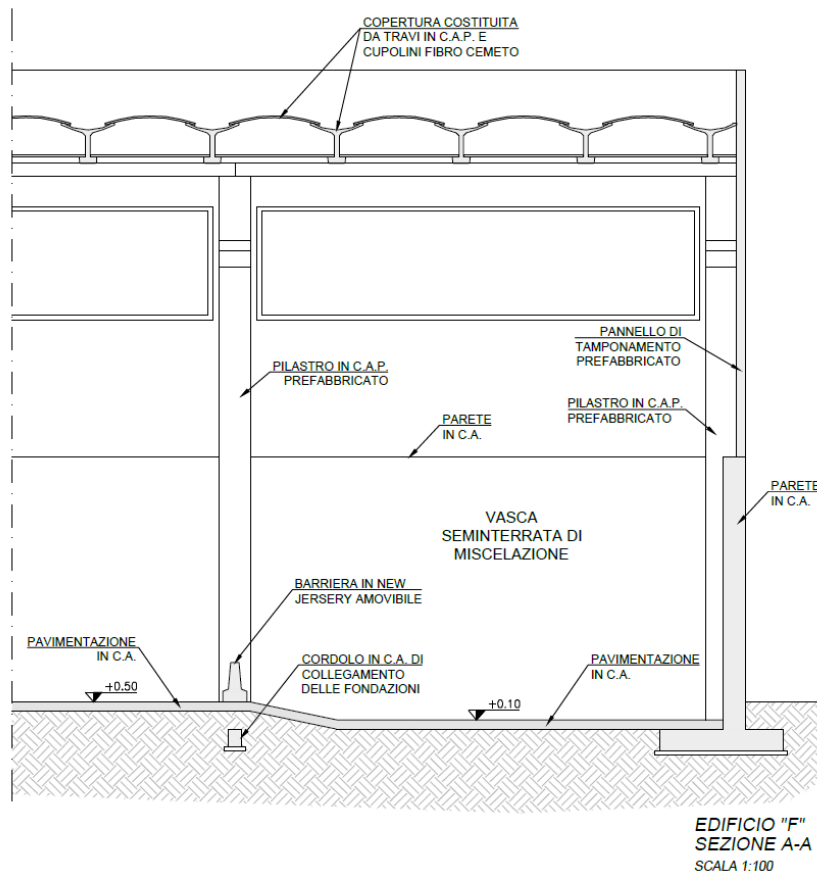 COPERTURA COSTITUITA
DA TRAVI IN C.A.P. E
CUPOLINI FIBRO CEMETO
PANNELLO DI
TAMPONAMENTO
PREFABBRICATO
PILASTRO IN C.A.P.
PREFABBRICATO
PILASTRO IN C.A.P.
PREFABBRICATO
PARETE
IN C.A.
PARETE
IN C.A.
VASCA
SEMINTERRATA DI
MISCELAZIONE
BARRIERA IN NEW
JERSERY AMOVIBILE
PAVIMENTAZIONE
IN C.A.
CORDOLO IN C.A. DI
COLLEGAMENTO
DELLE FONDAZIONI
PAVIMENTAZIONE
IN C.A.
+0.50
+0.10
EDIFICIO "F"
SEZIONE A-A
SCALA 1:100